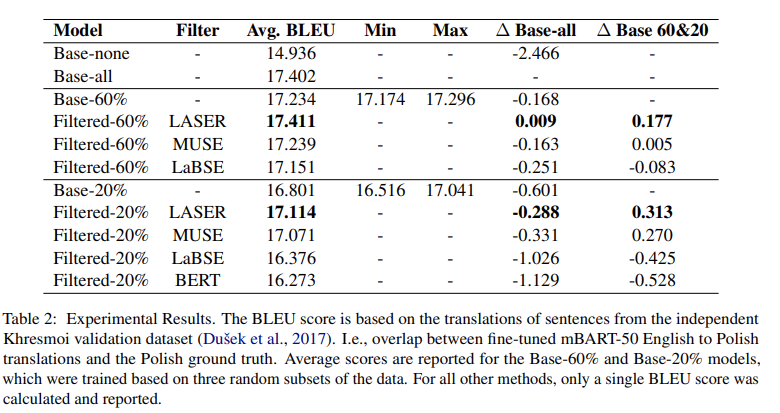 Model Filter Avg. BLEU Min Max Δ Base-all Δ Base 60&20
Base-none - 14.936 - - -2.466 -
Base-all - 17.402 - - - -
Base-60% - 17.234 17.174 17.296 -0.168 -
Filtered-60% LASER 17.411 - - 0.009 0.177
Filtered-60% MUSE 17.239 - - -0.163 0.005
Filtered-60% LaBSE 17.151 - - -0.251 -0.083
Base-20% - 16.801 16.516 17.041 -0.601 -
Filtered-20% LASER 17.114 - - -0.288 0.313
Filtered-20% MUSE 17.071 - - -0.331 0.270
Filtered-20% LaBSE 16.376 - - -1.026 -0.425
Filtered-20% BERT 16.273 - - -1.129 -0.528
Table 2: Experimental Results. The BLEU score is based on the translations of sentences from the independent
Khresmoi validation dataset (Dušek et al., 2017). I.e., overlap between fine-tuned mBART-50 English to Polish
translations and the Polish ground truth. Average scores are reported for the Base-60% and Base-20% models,
which were trained based on three random subsets of the data. For all other methods, only a single BLEU score was
calculated and reported.